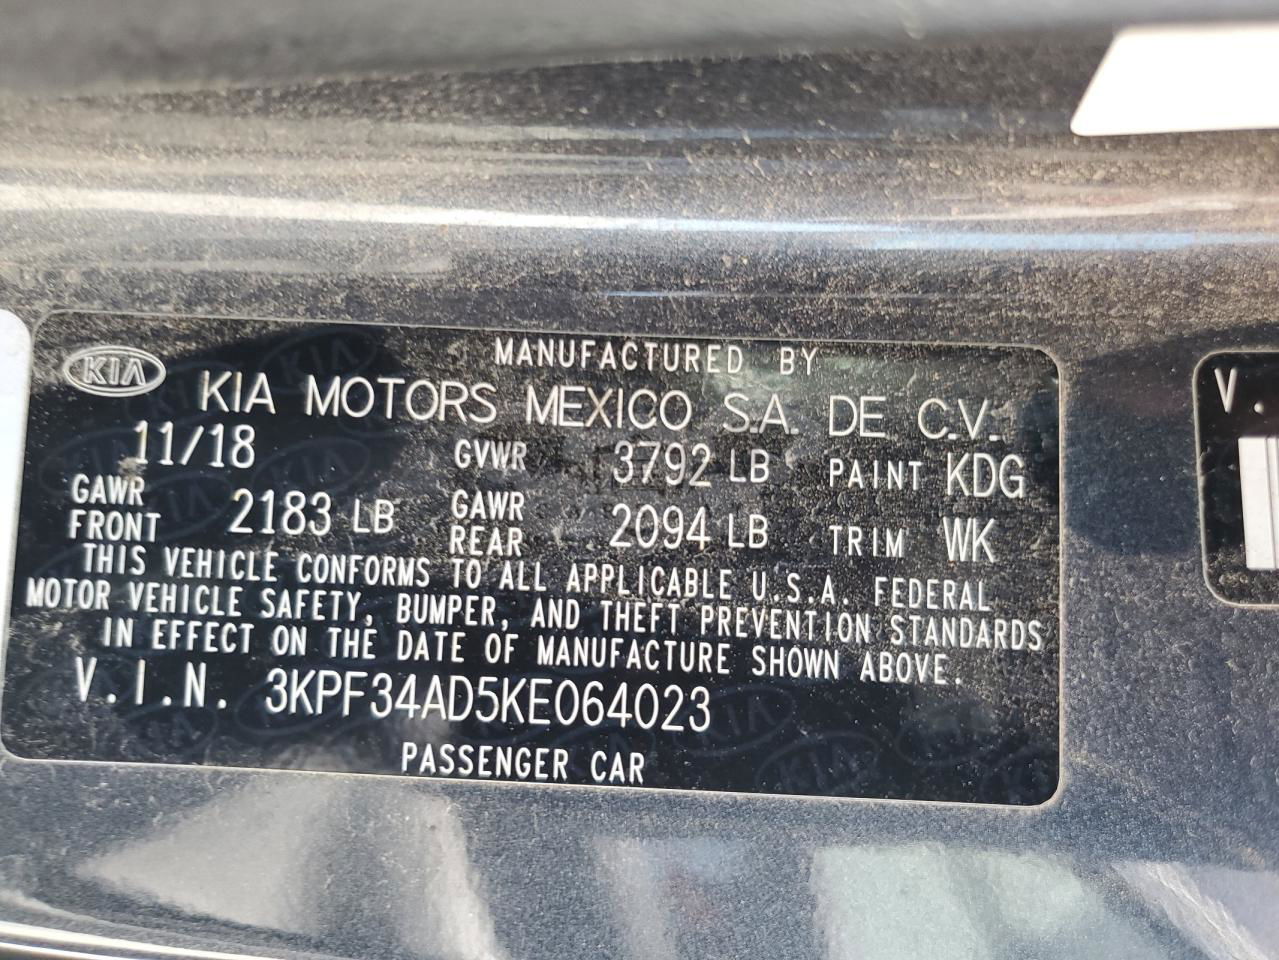 MANUFACTURED BY
KIA KIA MOTORS MEXICO S.A. DE C.V.
11/18 GVWR 3792 LB PAINT KDG
GAWR FRONT 2183 LB GAWR REAR 2094 LB TRIM WK
THIS VEHICLE CONFORMS TO ALL APPLICABLE U.S.A. FEDERAL
MOTOR VEHICLE SAFETY, BUMPER, AND THEFT PREVENTION STANDARDS
IN EFFECT ON THE DATE OF MANUFACTURE SHOWN ABOVE.
V.I.N. 3KPF34AD5KE064023
PASSENGER CAR
V.